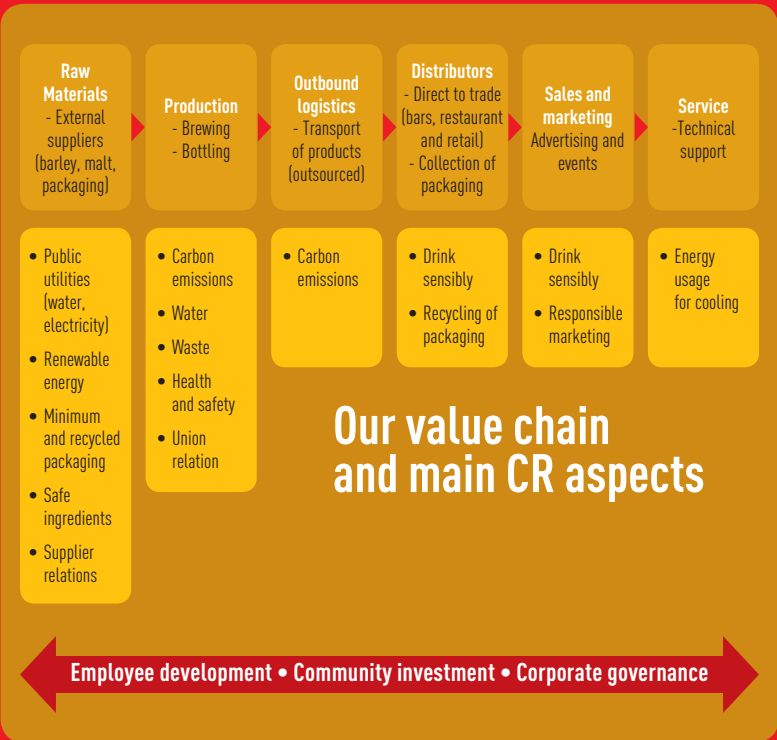 Raw
Materials
- External
suppliers
(barley, malt,
packaging)
Production
- Brewing
- Bottling
Outbound
logistics
- Transport
of products
(outsourced)
Distributors
- Direct to trade
(bars, restaurant
and retail)
- Collection of
packaging
Sales and
marketing
Advertising and
events
Service
-Technical
support
• Public
utilities
(water,
electricity)
• Renewable
energy
• Minimum
and recycled
packaging
• Safe
ingredients
• Supplier
relations
• Carbon
emissions
• Water
• Waste
• Health
and safety
• Union
relation
• Carbon
emissions
• Drink
sensibly
• Recycling of
packaging
• Drink
sensibly
• Responsible
marketing
• Energy
usage
for cooling
Our value chain
and main CR aspects
Employee development • Community investment • Corporate governance